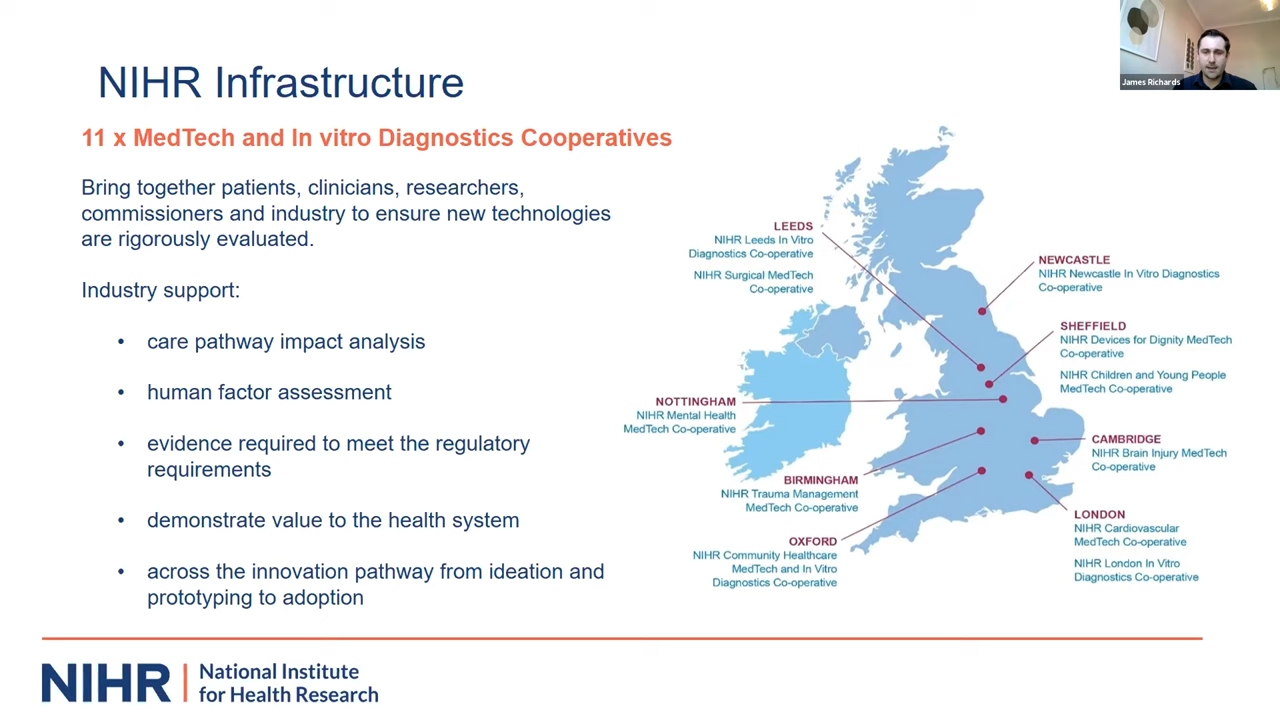 James Richards
NIHR Infrastructure
11 x MedTech and In vitro Diagnostics Cooperatives
Bring together patients, clinicians, researchers,
commissioners and industry to ensure new technologies
are rigorously evaluated.
Industry support:
• care pathway impact analysis
• human factor assessment
• evidence required to meet the regulatory
requirements
• demonstrate value to the health system
• across the innovation pathway from ideation and
prototyping to adoption
LEEDS
NIHR Leeds In Vitro
Diagnostics Co-operative
NIHR Surgical MedTech
Co-operative
NEWCASTLE
NIHR Newcastle In Vitro Diagnostics
Co-operative
SHEFFIELD
NIHR Devices for Dignity MedTech
Co-operative
NIHR Children and Young People
MedTech Co-operative
NOTTINGHAM
NIHR Mental Health
MedTech Co-operative
CAMBRIDGE
NIHR Brain Injury MedTech
Co-operative
BIRMINGHAM
NIHR Trauma Management
MedTech Co-operative
LONDON
NIHR Cardiovascular
MedTech Co-operative
NIHR London In Vitro
Diagnostics Co-operative
OXFORD
NIHR Community Healthcare
MedTech and In Vitro
Diagnostics Co-operative
NIHR | National Institute
for Health Research